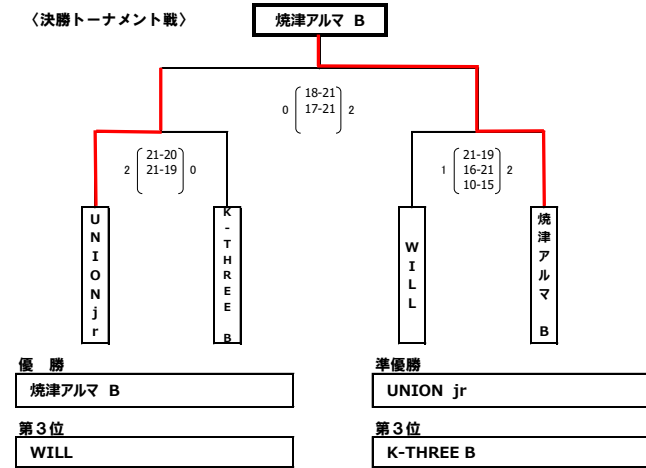 〈決勝トーナメント戦〉
焼津アルマ B
18-21
0 17-21 2
21-20
2 21-19 0
21-19
1 16-21 2
10-15
UNIONjr
K-THREE B
WILL
焼津アルマ B
優 勝
焼津アルマ B
準優勝
UNION jr
第３位
WILL
第３位
K-THREE B